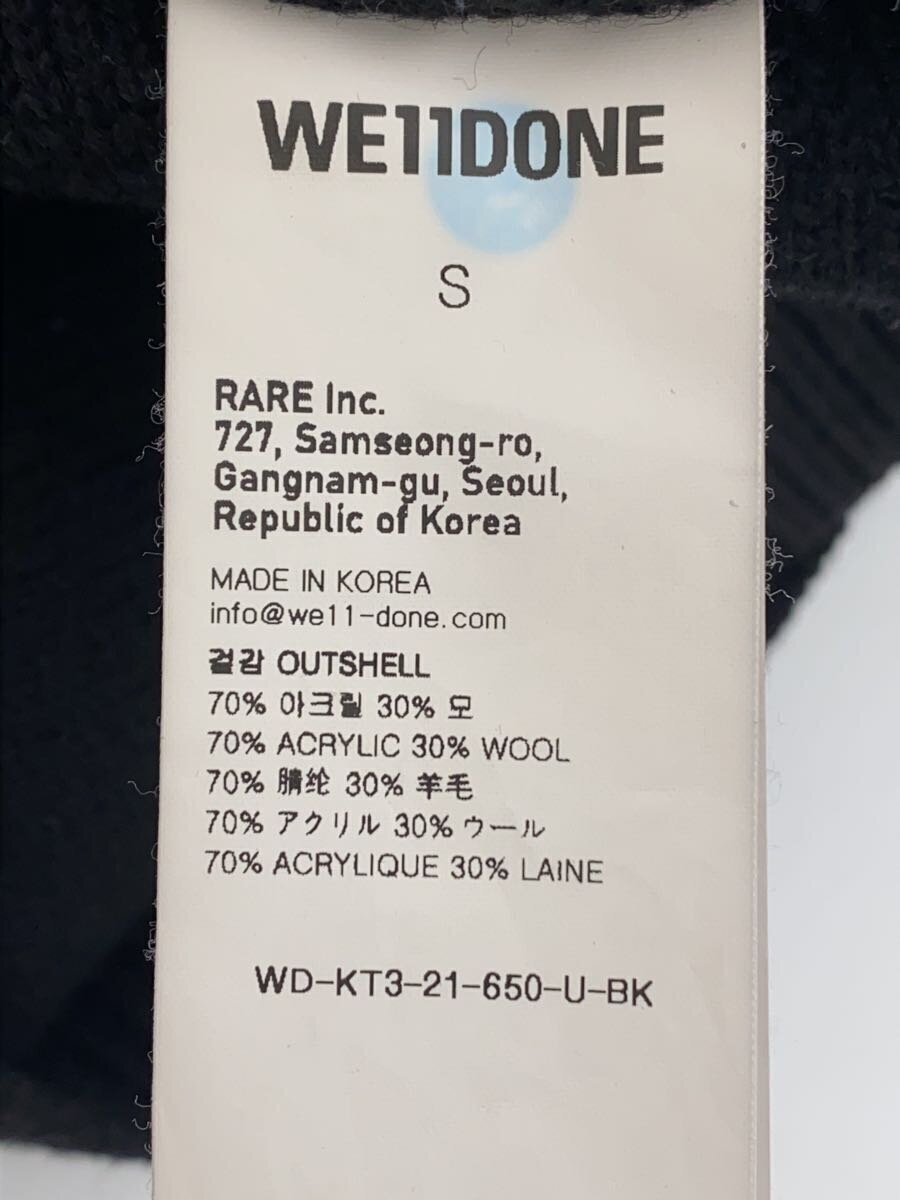 WE11DONE
S
RARE Inc.
727, Samseong-ro,
Gangnam-gu, Seoul,
Republic of Korea
MADE IN KOREA
info@we11-done.com
겉감 OUTSHELL
70% 아크릴 30% 모
70% ACRYLIC 30% WOOL
70% 腈纶 30% 羊毛
70% アクリル 30% ウール
70% ACRYLIQUE 30% LAINE
WD-KT3-21-650-U-BK